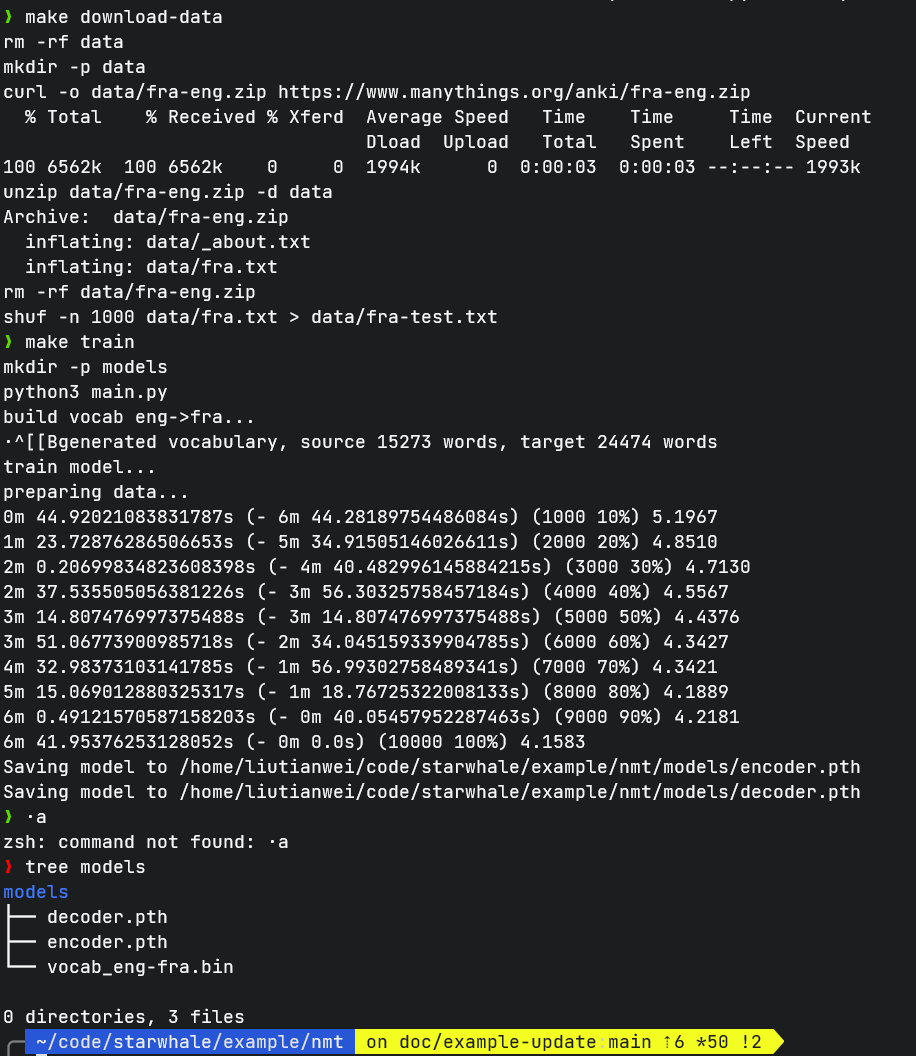 ❯ make download-data
rm -rf data
mkdir -p data
curl -o data/fra-eng.zip https://www.manythings.org/anki/fra-eng.zip
  % Total    % Received % Xferd  Average Speed   Time    Time     Time  Current
                                 Dload  Upload   Total   Spent    Left  Speed
100 6562k  100 6562k    0     0  1994k      0  0:00:03  0:00:03 --:--:-- 1993k
unzip data/fra-eng.zip -d data
Archive:  data/fra-eng.zip
  inflating: data/_about.txt
  inflating: data/fra.txt
rm -rf data/fra-eng.zip
shuf -n 1000 data/fra.txt > data/fra-test.txt
❯ make train
mkdir -p models
python3 main.py
build vocab eng->fra...
·^[[Bgenerated vocabulary, source 15273 words, target 24474 words
train model...
preparing data...
0m 44.92021083831787s (- 6m 44.28189754486084s) (1000 10%) 5.1967
1m 23.72876286506653s (- 5m 34.91505146026611s) (2000 20%) 4.8510
2m 0.20699834823608398s (- 4m 40.482996145884215s) (3000 30%) 4.7130
2m 37.535505056381226s (- 3m 56.30325758457184s) (4000 40%) 4.5567
3m 14.807476997375488s (- 3m 14.807476997375488s) (5000 50%) 4.4376
3m 51.06773900985718s (- 2m 34.045159339904785s) (6000 60%) 4.3427
4m 32.98373103141785s (- 1m 56.99302758489341s) (7000 70%) 4.3421
5m 15.069012880325317s (- 1m 18.76725322008133s) (8000 80%) 4.1889
6m 0.49121570587158203s (- 0m 40.05457952287463s) (9000 90%) 4.2181
6m 41.95376253128052s (- 0m 0.0s) (10000 100%) 4.1583
Saving model to /home/liutianwei/code/starwhale/example/nmt/models/encoder.pth
Saving model to /home/liutianwei/code/starwhale/example/nmt/models/decoder.pth
❯ ·a
zsh: command not found: ·a
❯ tree models
models
├── decoder.pth
├── encoder.pth
└── vocab_eng-fra.bin

0 directories, 3 files
~/code/starwhale/example/nmt on doc/example-update:main ⇡6 *50 !2